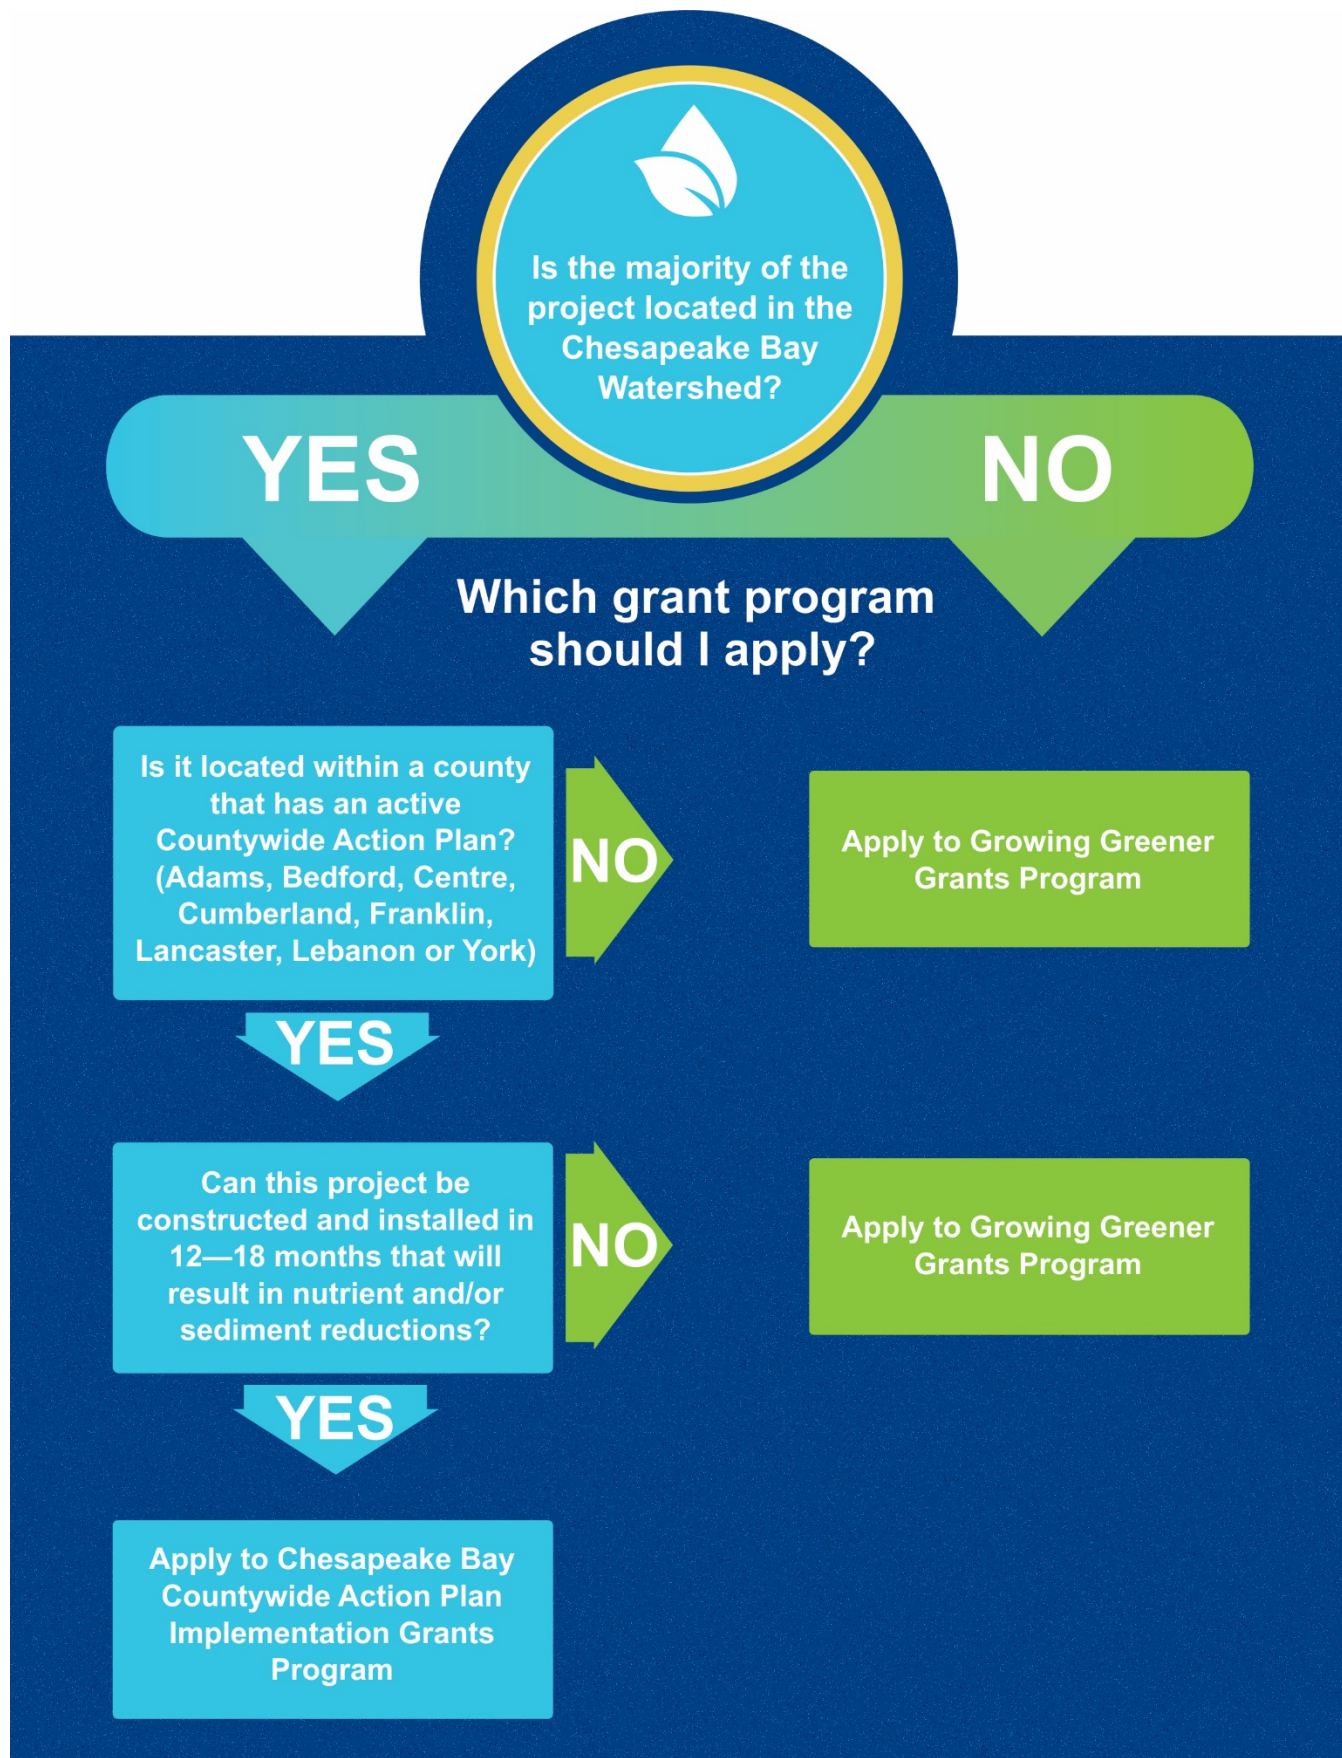 Is the majority of the
project located in the
Chesapeake Bay
Watershed?
YES
NO
Which grant program
should I apply?
Is it located within a county
that has an active
Countywide Action Plan?
(Adams, Bedford, Centre,
Cumberland, Franklin,
Lancaster, Lebanon or York)
NO
Apply to Growing Greener
Grants Program
YES
Can this project be
constructed and installed in
12—18 months that will
result in nutrient and/or
sediment reductions?
NO
Apply to Growing Greener
Grants Program
YES
Apply to Chesapeake Bay
Countywide Action Plan
Implementation Grants
Program